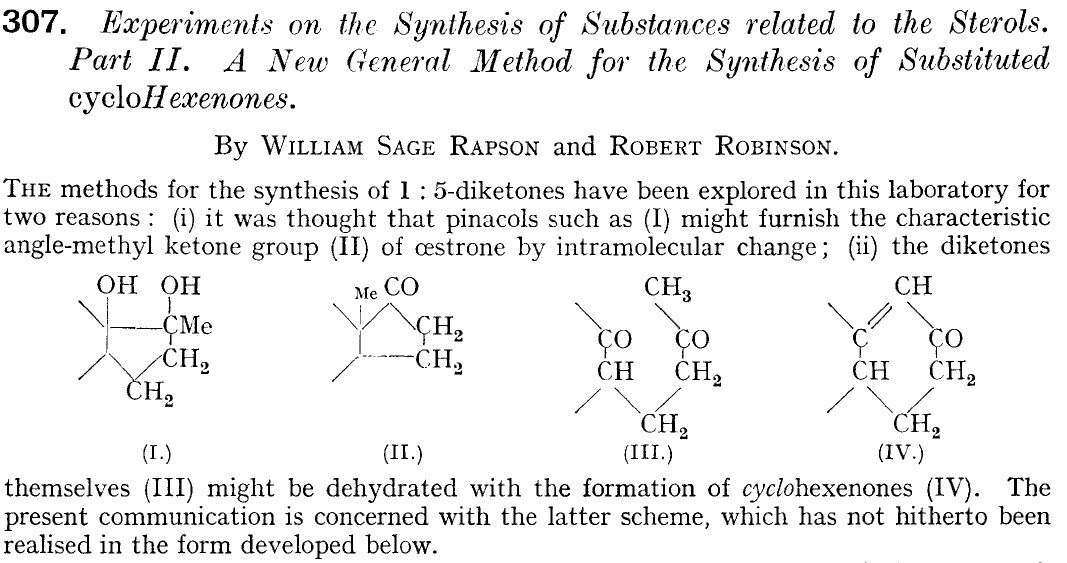 307. Experiments on the Synthesis of Substances related to the Sterols.
Part II. A New General Method for the Synthesis of Substituted
cycloHexenones.
By WILLIAM SAGE RAPSON and ROBERT ROBINSON.
THE methods for the synthesis of 1 : 5-diketones have been explored in this laboratory for
two reasons : (i) it was thought that pinacols such as (I) might furnish the characteristic
angle-methyl ketone group (II) of œstrone by intramolecular change; (ii) the diketones
OH OH
CMe
CH₂
CH₂
(I.)
Me CO
CH₂
CH₂
(II.)
CH₃
CO CO
CH CH₂
CH₂
(III.)
CH
C CO
CH CH₂
CH₂
(IV.)
themselves (III) might be dehydrated with the formation of cyclohexenones (IV). The
present communication is concerned with the latter scheme, which has not hitherto been
realised in the form developed below.